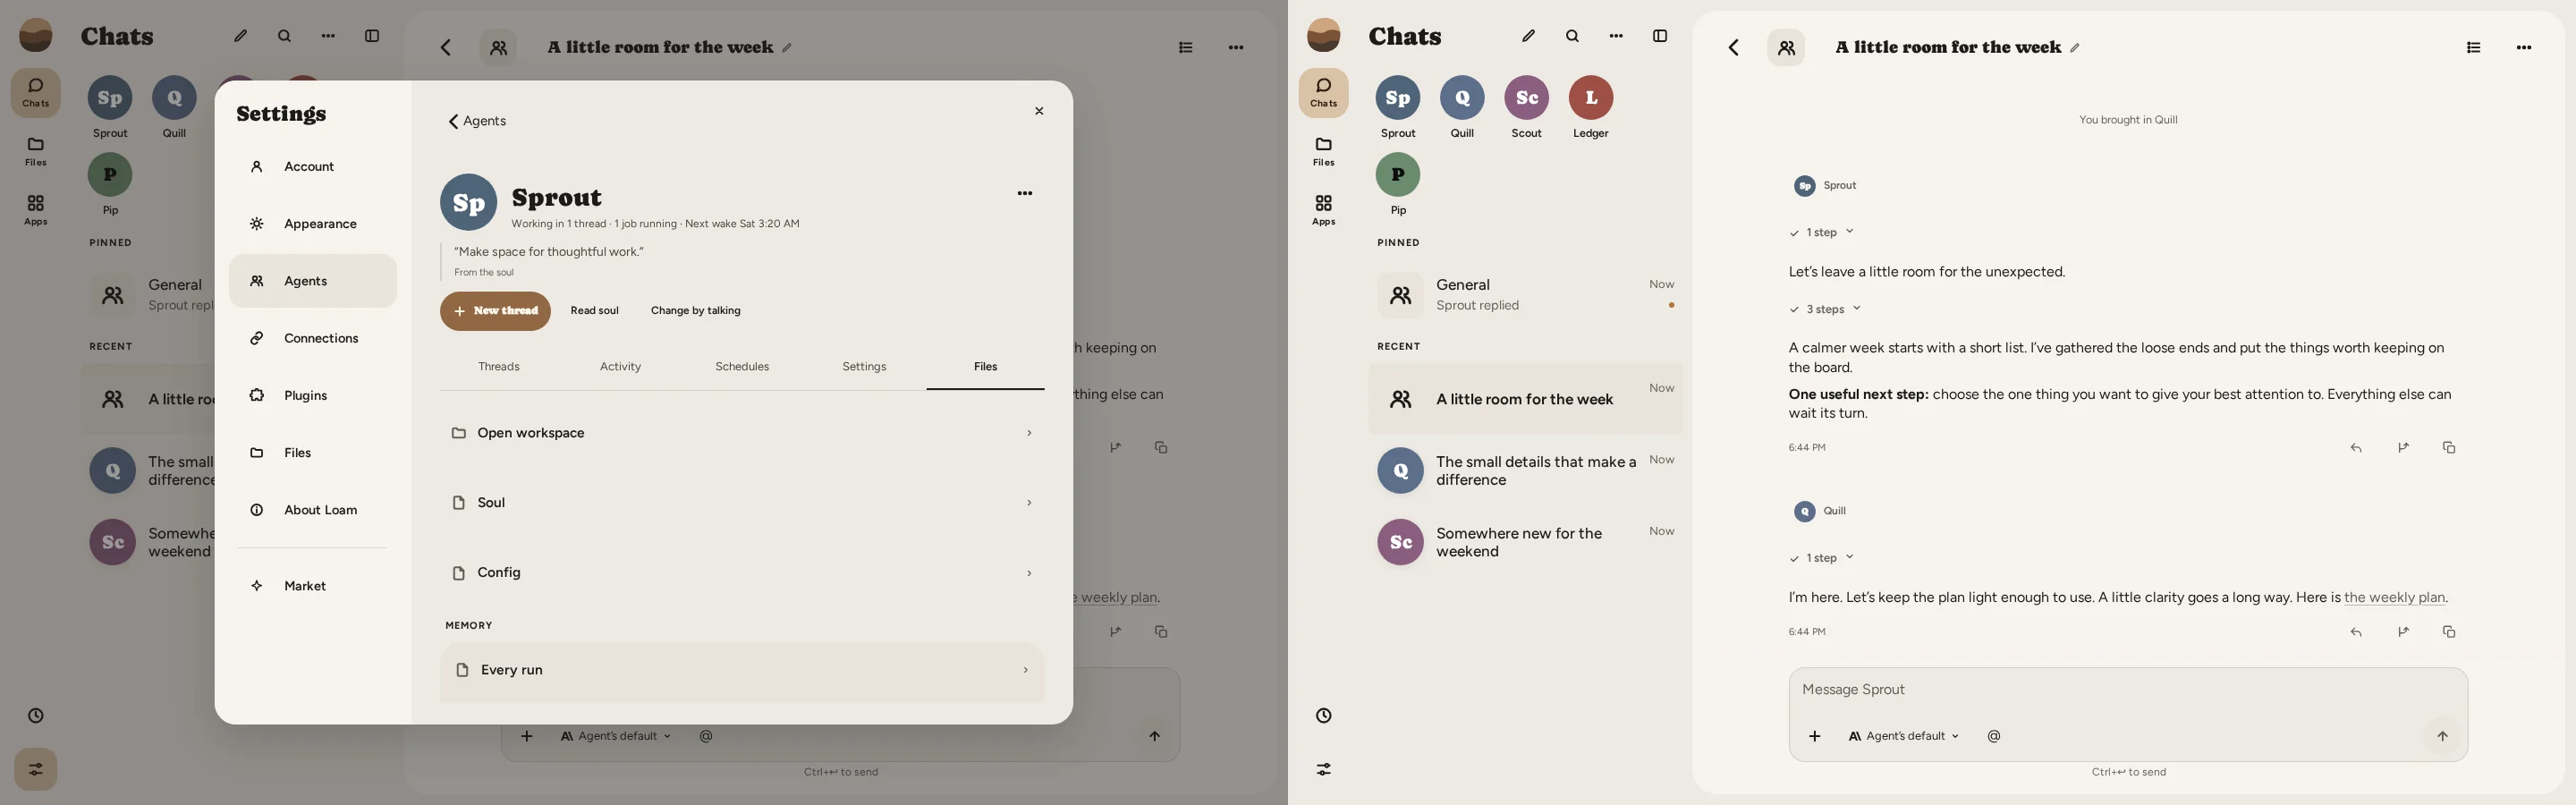 Chats
A little room for the week
Chats
Files
Apps
Sp
Q
Sprout
Quill
P
Pip
PINNED
General
Sprout repl
RECENT
A little roo
Q
The small
difference
Sc
Somewhe
weekend
Settings
Account
Appearance
Agents
Connections
Plugins
Files
About Loam
Market
Agents
Sp
Sprout
Working in 1 thread · 1 job running · Next wake Sat 3:20 AM
“Make space for thoughtful work.”
From the soul
New thread
Read soul
Change by talking
Threads
Activity
Schedules
Settings
Files
Open workspace
Soul
Config
MEMORY
Every run
keeping on
thing else can
weekly plan.
Agent’s default
@
Ctrl+↩ to send
Chats
Chats
Files
Apps
Sp
Q
Sc
L
Sprout
Quill
Scout
Ledger
P
Pip
PINNED
General
Now
Sprout replied
RECENT
A little room for the week
Now
Q
The small details that make a
difference
Now
Sc
Somewhere new for the
weekend
Now
A little room for the week
You brought in Quill
Sp
Sprout
1 step
Let’s leave a little room for the unexpected.
3 steps
A calmer week starts with a short list. I’ve gathered the loose ends and put the things worth keeping on
the board.
One useful next step: choose the one thing you want to give your best attention to. Everything else can
wait its turn.
6:44 PM
Q
Quill
1 step
I’m here. Let’s keep the plan light enough to use. A little clarity goes a long way. Here is the weekly plan.
6:44 PM
Message Sprout
Agent’s default
@
Ctrl+↩ to send